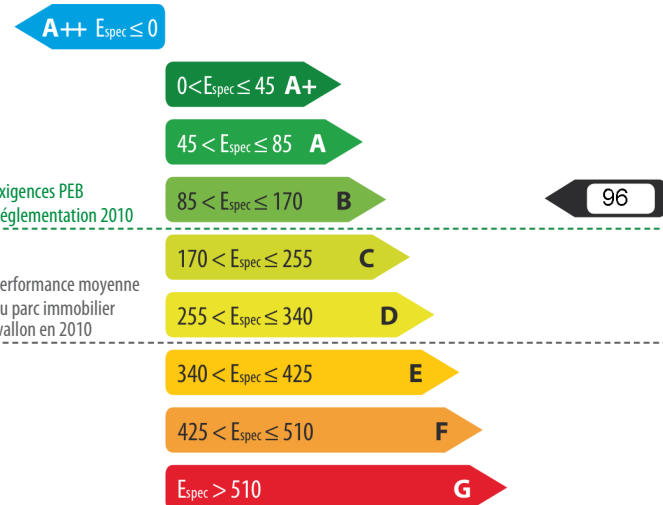 A++ Espec ≤ 0
0<Espec ≤ 45 A+
45 < Espec ≤ 85 A
xigences PEB
églementation 2010
85 < Espec ≤ 170 B
96
170 < Espec ≤ 255 C
erformance moyenne
u parc immobilier
vallon en 2010
255 < Espec ≤ 340 D
340 < Espec ≤ 425 E
425 < Espec ≤ 510 F
Espec > 510 G